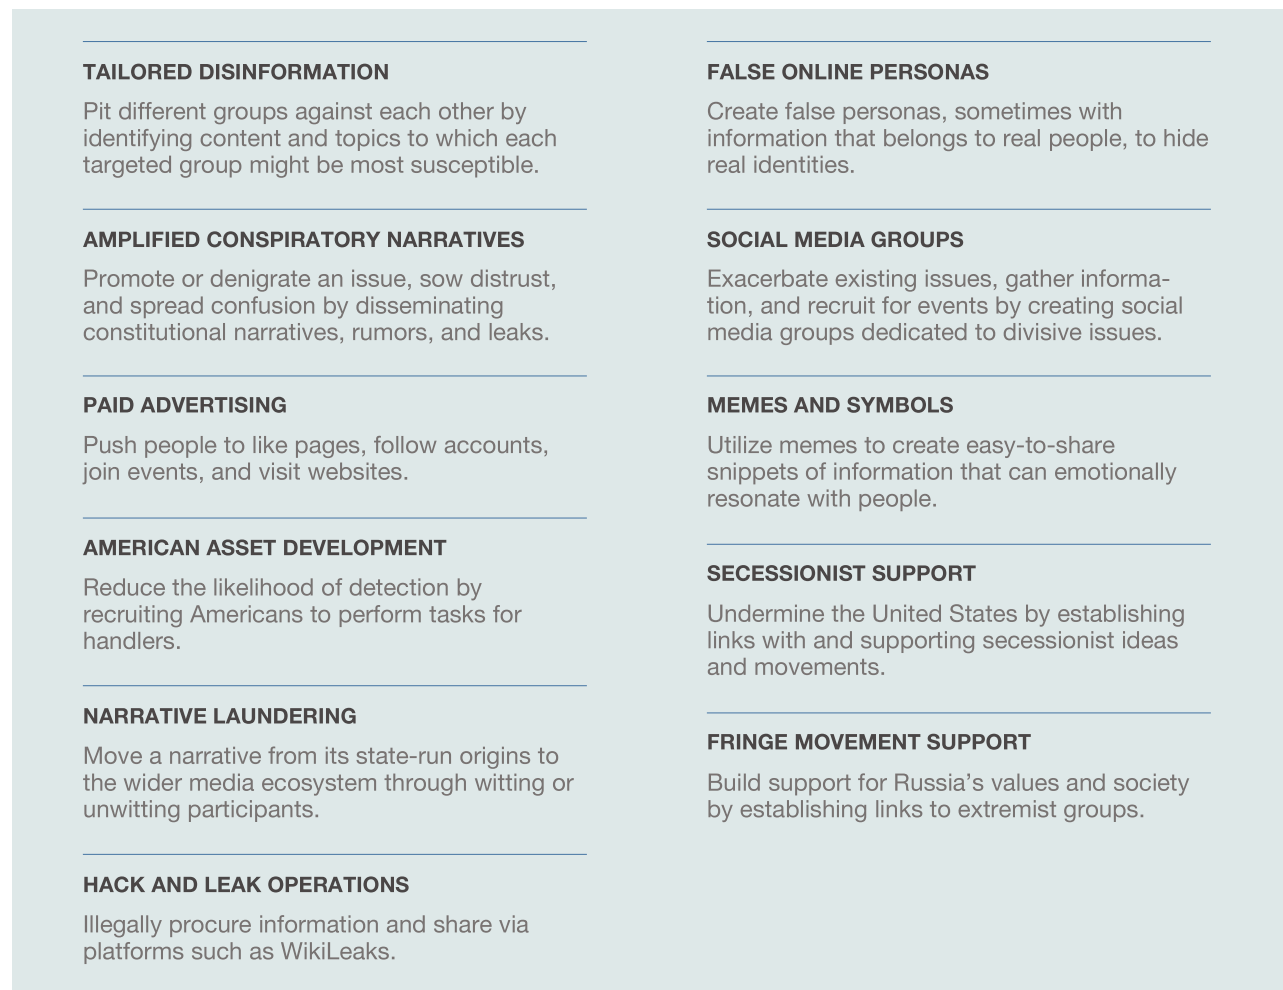 TAILORED DISINFORMATION
Pit different groups against each other by
identifying content and topics to which each
targeted group might be most susceptible.
AMPLIFIED CONSPIRATORY NARRATIVES
Promote or denigrate an issue, sow distrust,
and spread confusion by disseminating
constitutional narratives, rumors, and leaks.
PAID ADVERTISING
Push people to like pages, follow accounts,
join events, and visit websites.
AMERICAN ASSET DEVELOPMENT
Reduce the likelihood of detection by
recruiting Americans to perform tasks for
handlers.
NARRATIVE LAUNDERING
Move a narrative from its state-run origins to
the wider media ecosystem through witting or
unwitting participants.
HACK AND LEAK OPERATIONS
Illegally procure information and share via
platforms such as WikiLeaks.
FALSE ONLINE PERSONAS
Create false personas, sometimes with
information that belongs to real people, to hide
real identities.
SOCIAL MEDIA GROUPS
Exacerbate existing issues, gather informa-
tion, and recruit for events by creating social
media groups dedicated to divisive issues.
MEMES AND SYMBOLS
Utilize memes to create easy-to-share
snippets of information that can emotionally
resonate with people.
SECESSIONIST SUPPORT
Undermine the United States by establishing
links with and supporting secessionist ideas
and movements.
FRINGE MOVEMENT SUPPORT
Build support for Russia’s values and society
by establishing links to extremist groups.